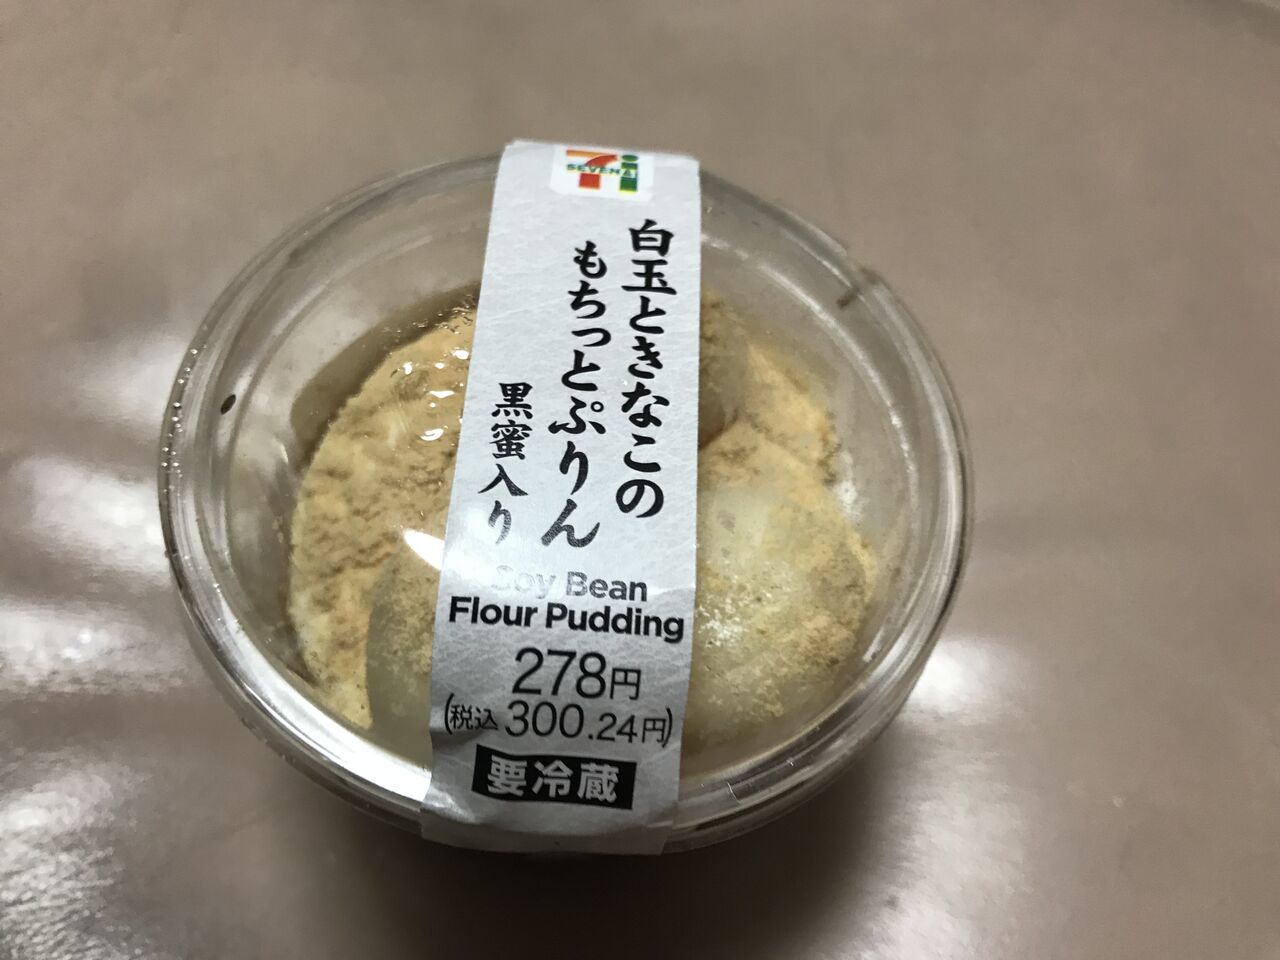 SEVEN
白玉ときなこの
もちっとぷりん
黒蜜入り
Soy Bean
Flour Pudding
278円
(税込300.24円)
要冷蔵